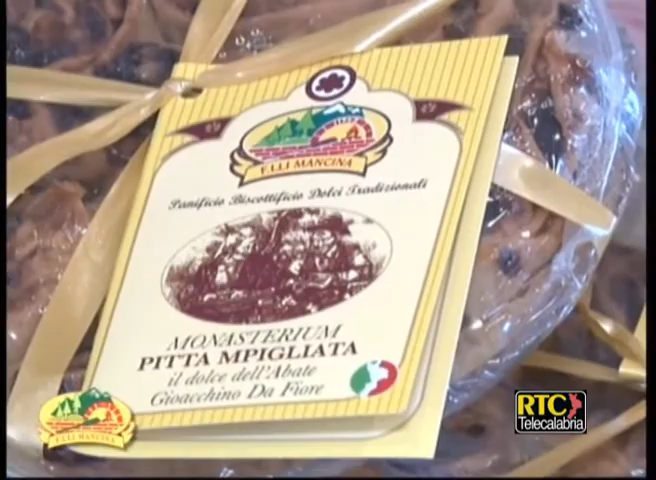 F.LLI MANCINA
Panificio Biscottificio Dolci Tradizionali
MONASTERIUM
PITTA MPIGLIATA
il dolce dell'Abate
Gioacchino Da Fiore
F.LLI MANCINA
RTC
Telecalabria